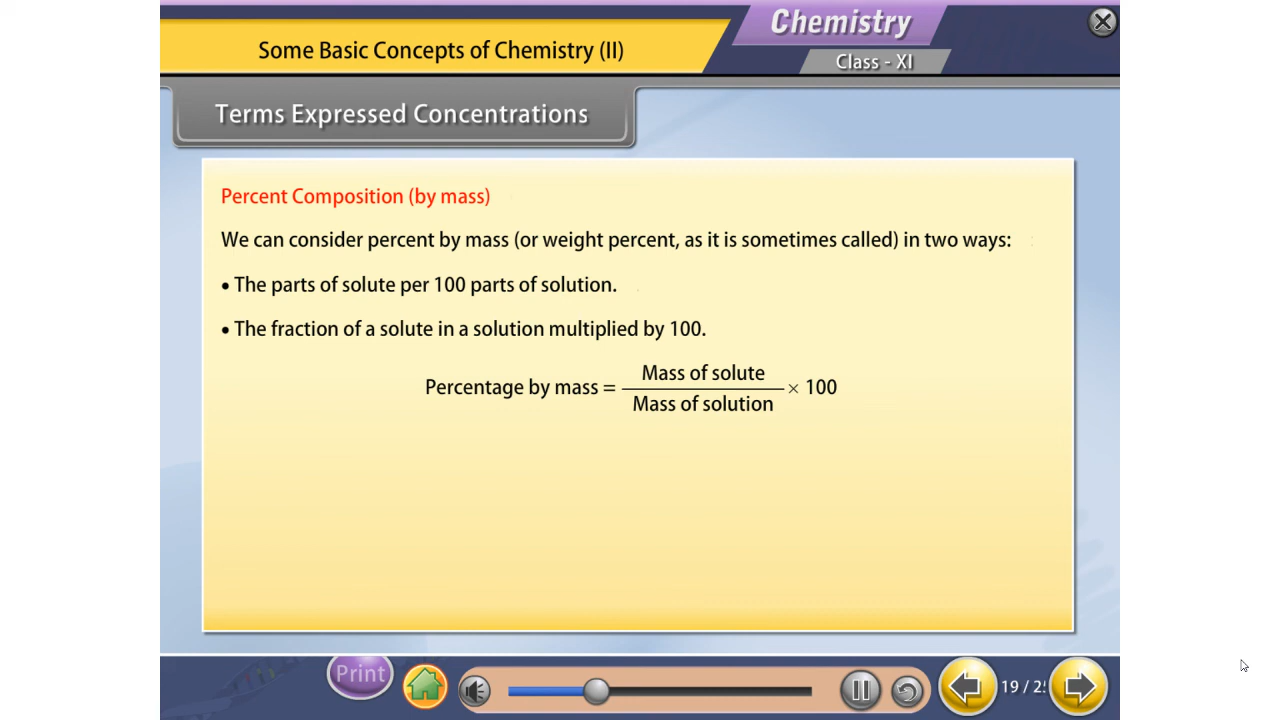 Chemistry
Some Basic Concepts of Chemistry (II)
Class - XI
Terms Expressed Concentrations
Percent Composition (by mass)
We can consider percent by mass (or weight percent, as it is sometimes called) in two ways:
• The parts of solute per 100 parts of solution.
• The fraction of a solute in a solution multiplied by 100.
Percentage by mass = Mass of solute / Mass of solution × 100
Print
19 /